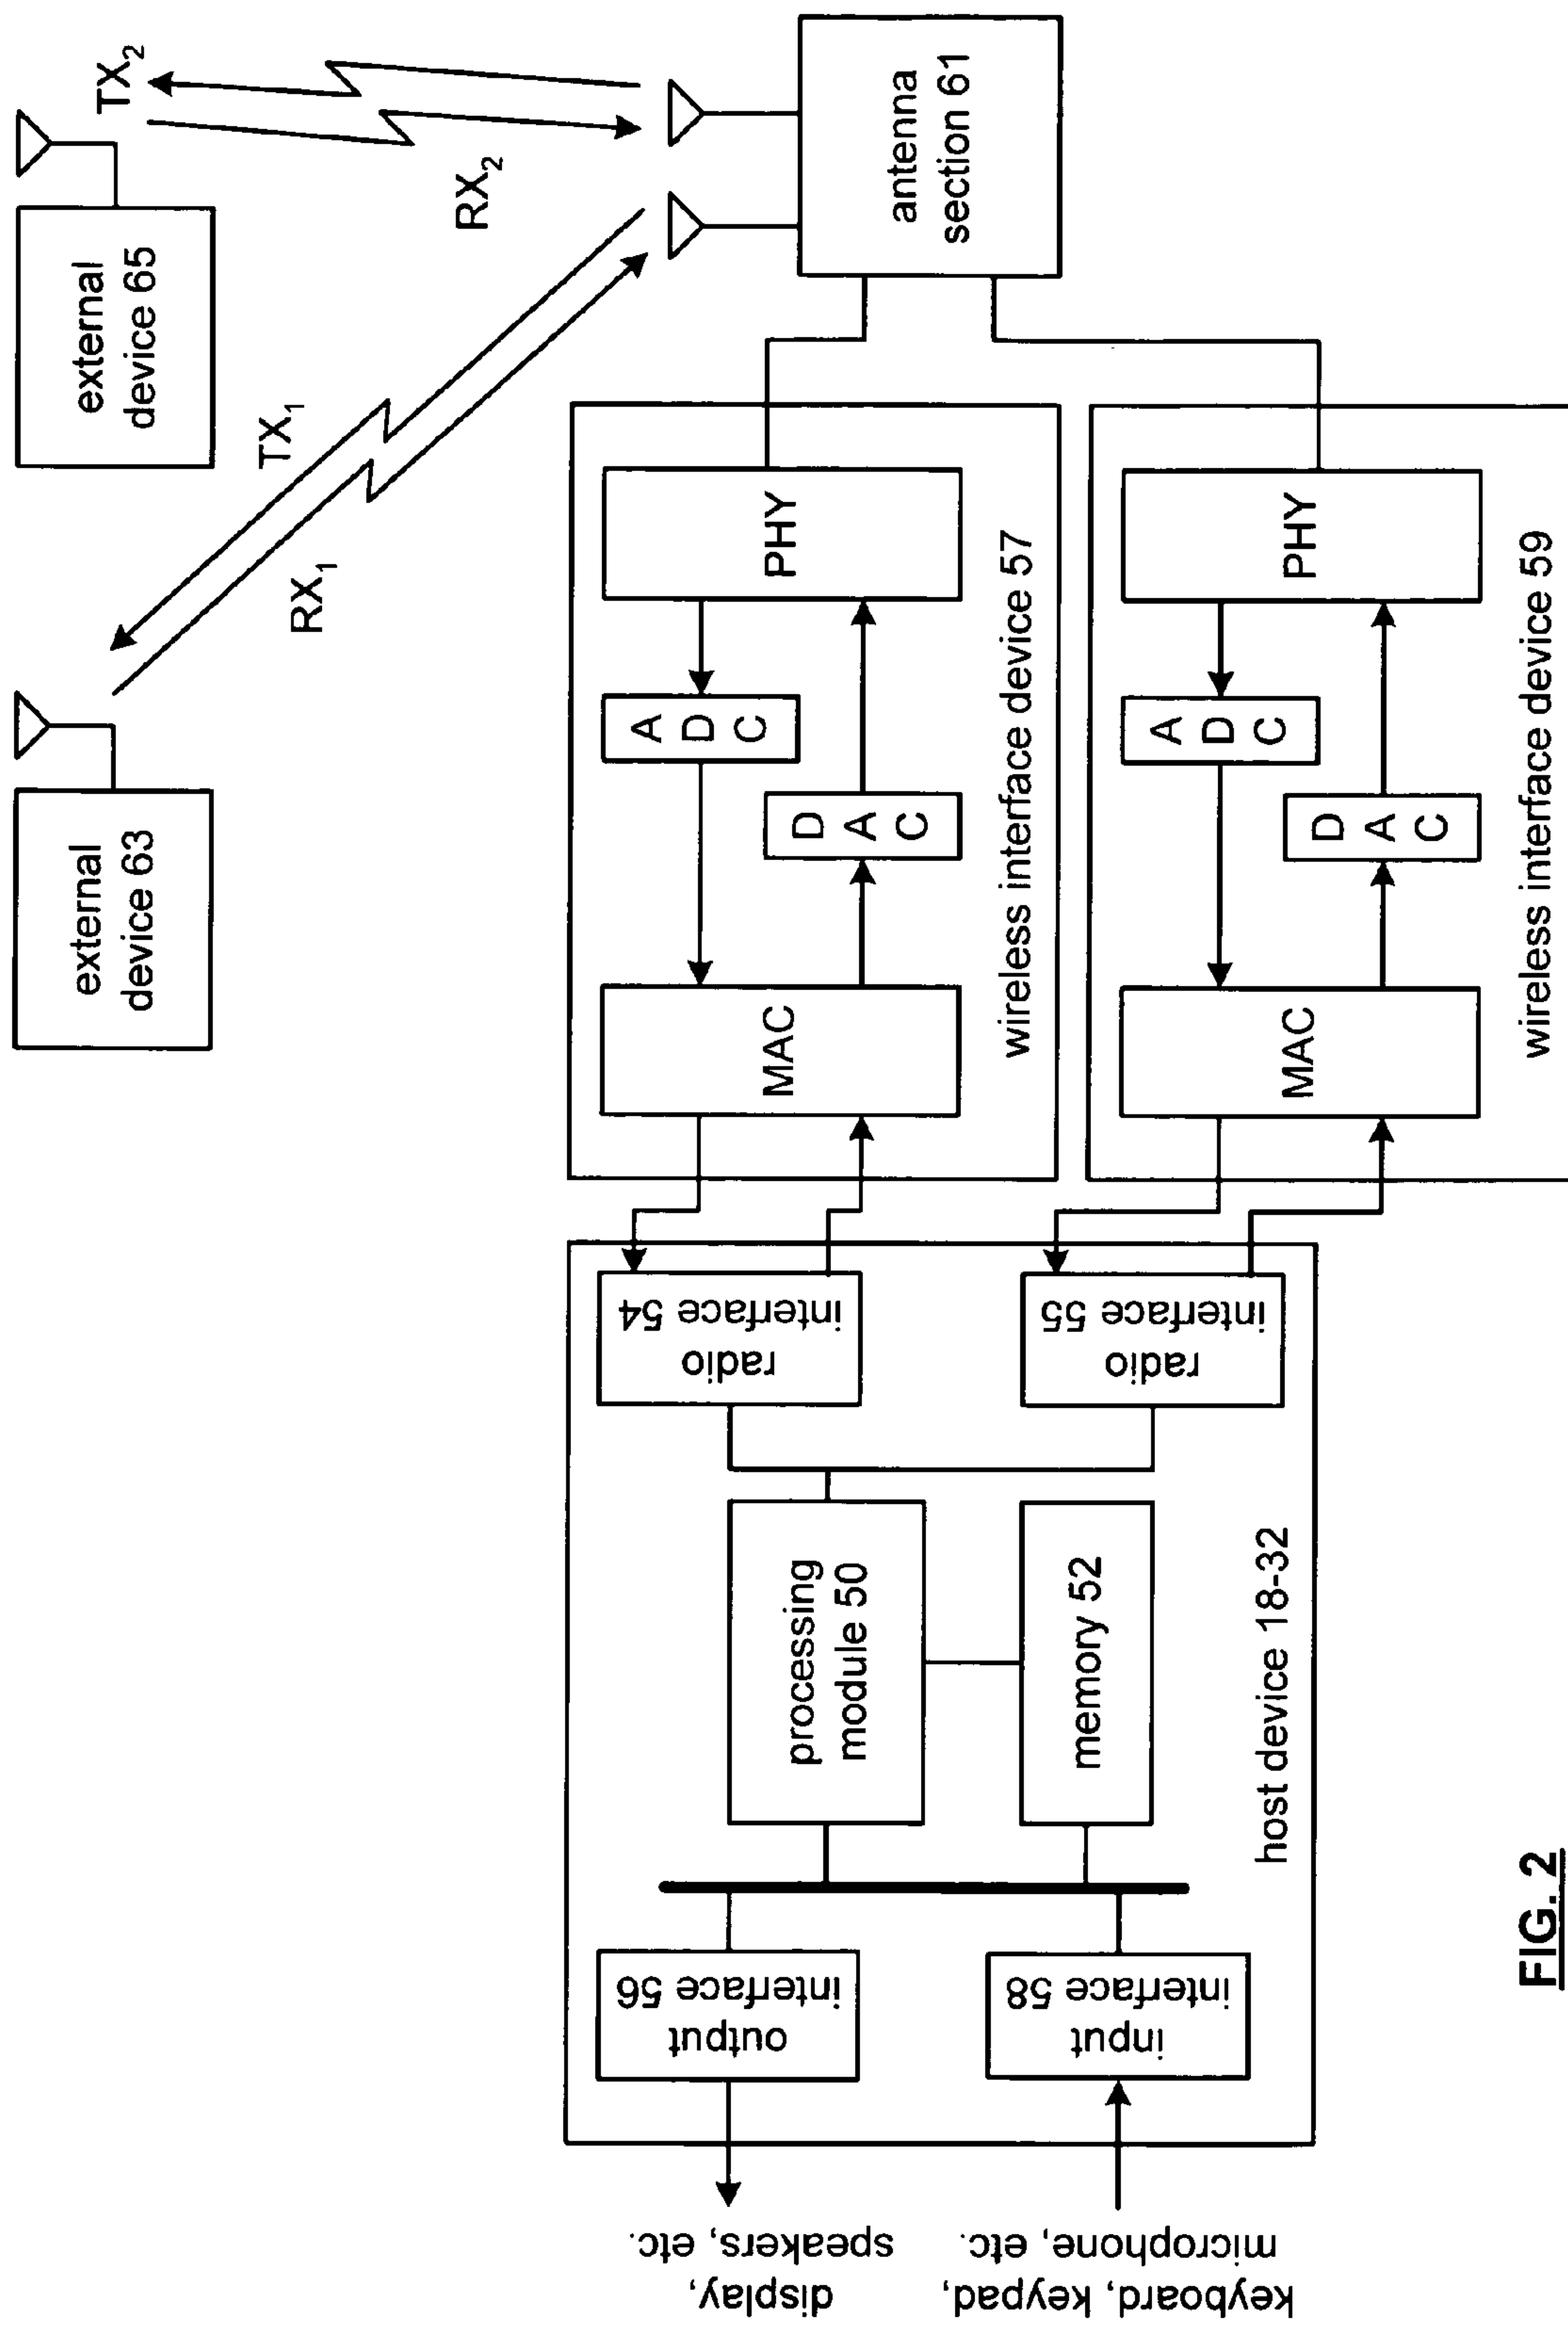 external
device 63
external
device 65
TX1
RX1
TX2
RX2
antenna
section 61
display,
speakers, etc.
output
interface 56
keyboard, keypad,
microphone, etc.
input
interface 58
processing
module 50
memory 52
radio
interface 54
radio
interface 55
host device 18-32
MAC
A
D
C
D
A
C
PHY
wireless interface device 57
MAC
A
D
C
D
A
C
PHY
wireless interface device 59
FIG. 2